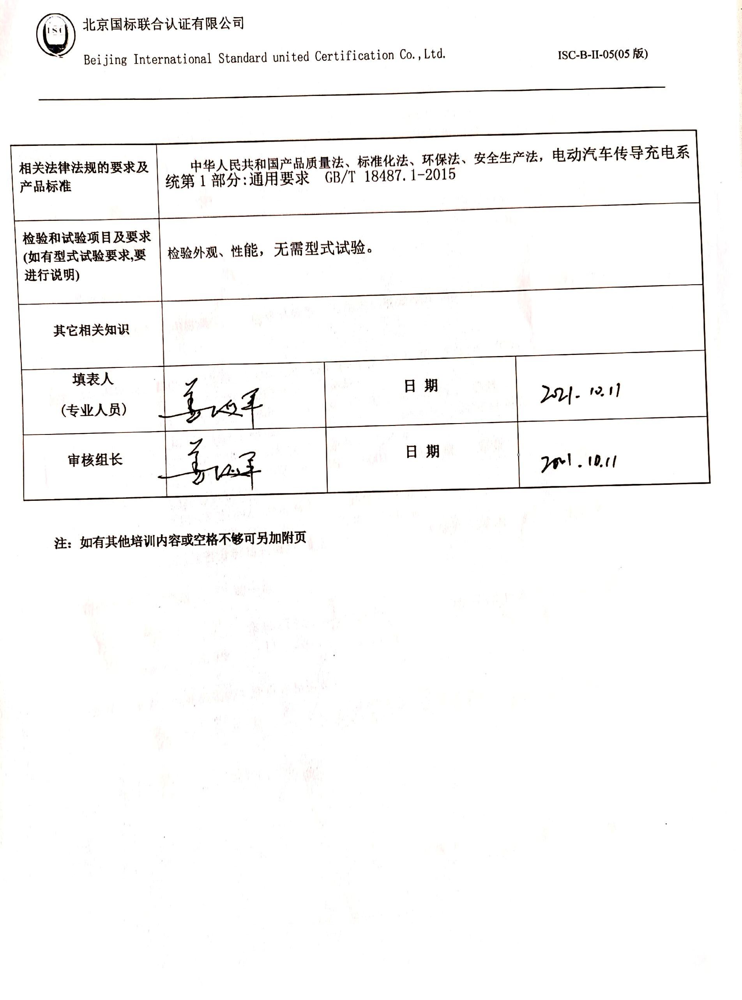 ISC
北京国标联合认证有限公司
Beijing International Standard united Certification Co.,Ltd.
ISC-B-II-05(05 版)
相关法律法规的要求及
产品标准
中华人民共和国产品质量法、标准化法、环保法、安全生产法，电动汽车传导充电系
统第 1 部分:通用要求 GB/T 18487.1-2015
检验和试验项目及要求
(如有型式试验要求,要
进行说明)
检验外观、性能，无需型式试验。
其它相关知识
填表人
(专业人员)
日 期
2021.10.11
审核组长
日 期
2021.10.11
注：如有其他培训内容或空格不够可另加附页